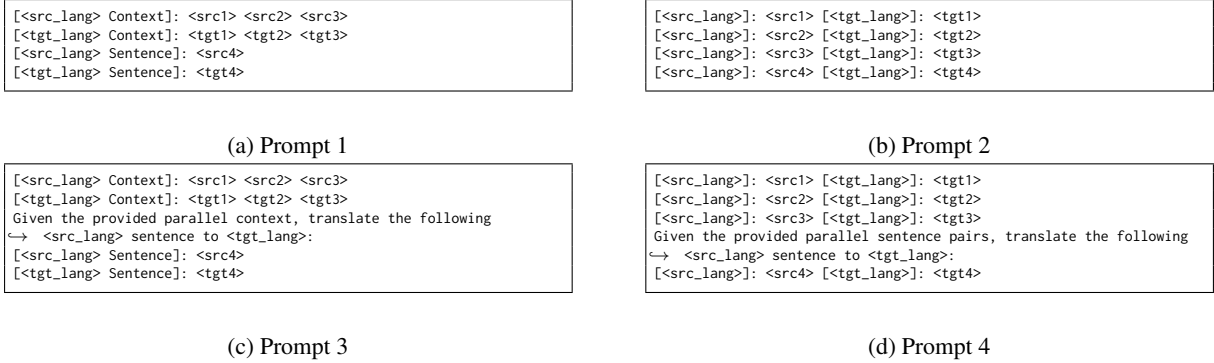 [<src_lang> Context]: <src1> <src2> <src3>
[<tgt_lang> Context]: <tgt1> <tgt2> <tgt3>
[<src_lang> Sentence]: <src4>
[<tgt_lang> Sentence]: <tgt4>
(a) Prompt 1
[<src_lang>]: <src1> [<tgt_lang>]: <tgt1>
[<src_lang>]: <src2> [<tgt_lang>]: <tgt2>
[<src_lang>]: <src3> [<tgt_lang>]: <tgt3>
[<src_lang>]: <src4> [<tgt_lang>]: <tgt4>
(b) Prompt 2
[<src_lang> Context]: <src1> <src2> <src3>
[<tgt_lang> Context]: <tgt1> <tgt2> <tgt3>
Given the provided parallel context, translate the following
↪ <src_lang> sentence to <tgt_lang>:
[<src_lang> Sentence]: <src4>
[<tgt_lang> Sentence]: <tgt4>
(c) Prompt 3
[<src_lang>]: <src1> [<tgt_lang>]: <tgt1>
[<src_lang>]: <src2> [<tgt_lang>]: <tgt2>
[<src_lang>]: <src3> [<tgt_lang>]: <tgt3>
Given the provided parallel sentence pairs, translate the following
↪ <src_lang> sentence to <tgt_lang>:
[<src_lang>]: <src4> [<tgt_lang>]: <tgt4>
(d) Prompt 4